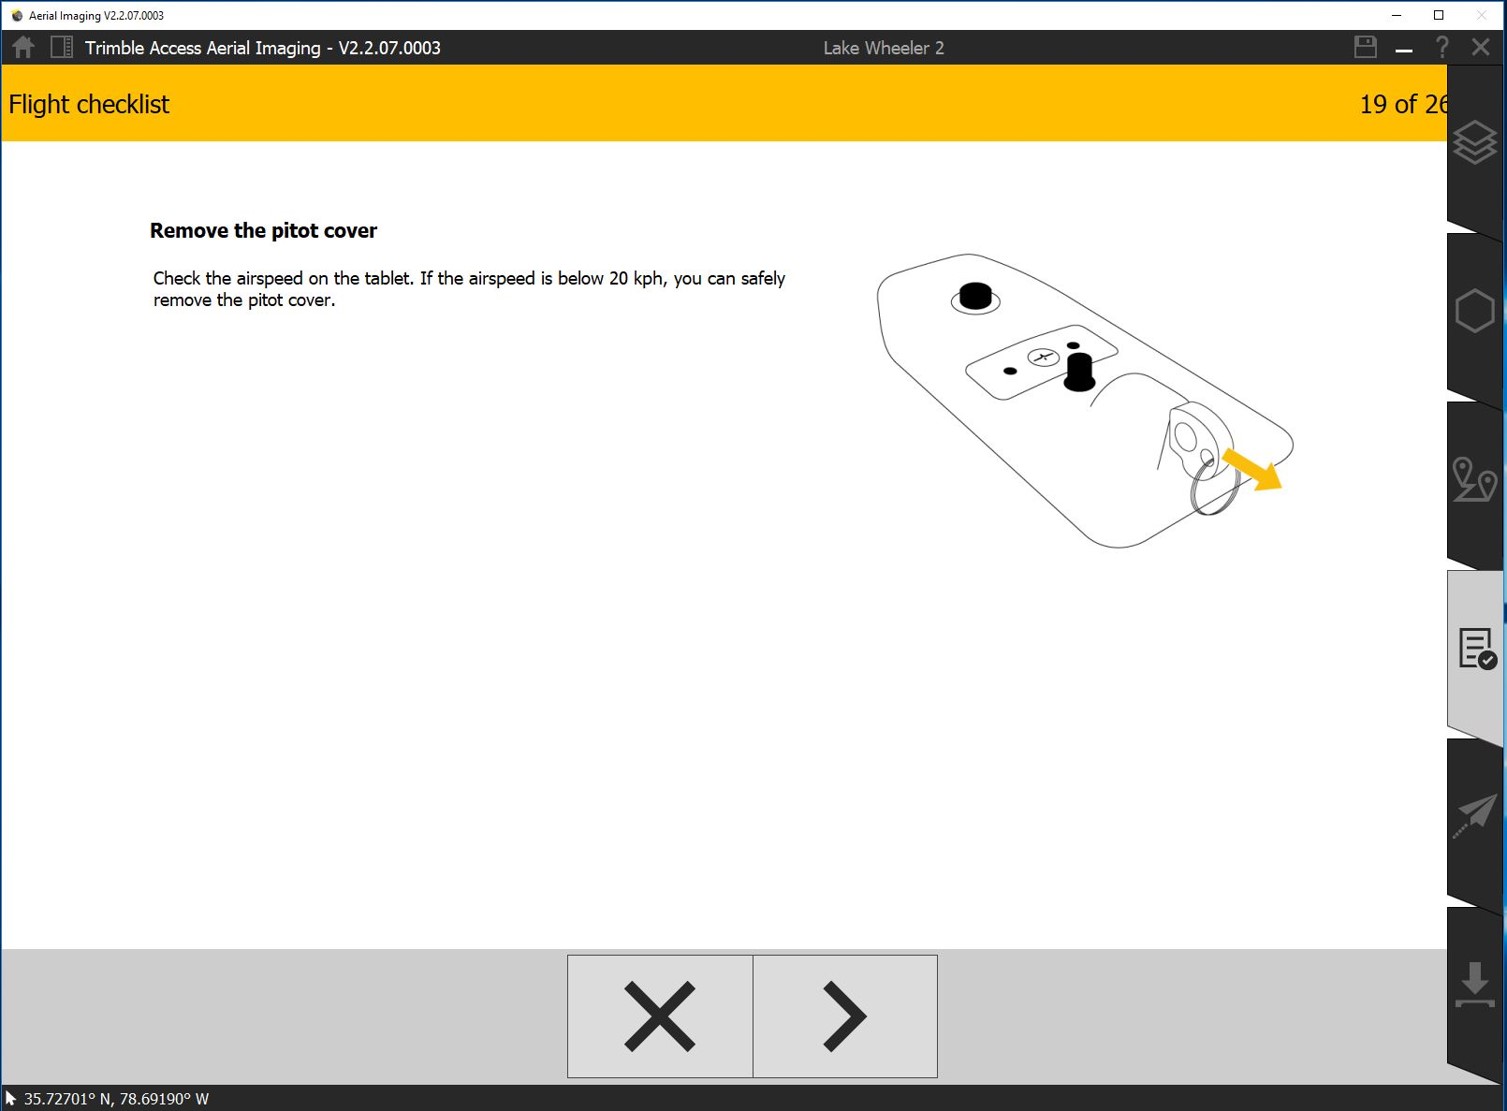 Aerial Imaging V2.2.07.0003
Trimble Access Aerial Imaging - V2.2.07.0003
Lake Wheeler 2
?
Flight checklist
19 of 26
Remove the pitot cover
Check the airspeed on the tablet. If the airspeed is below 20 kph, you can safely
remove the pitot cover.
35.72701° N, 78.69190° W